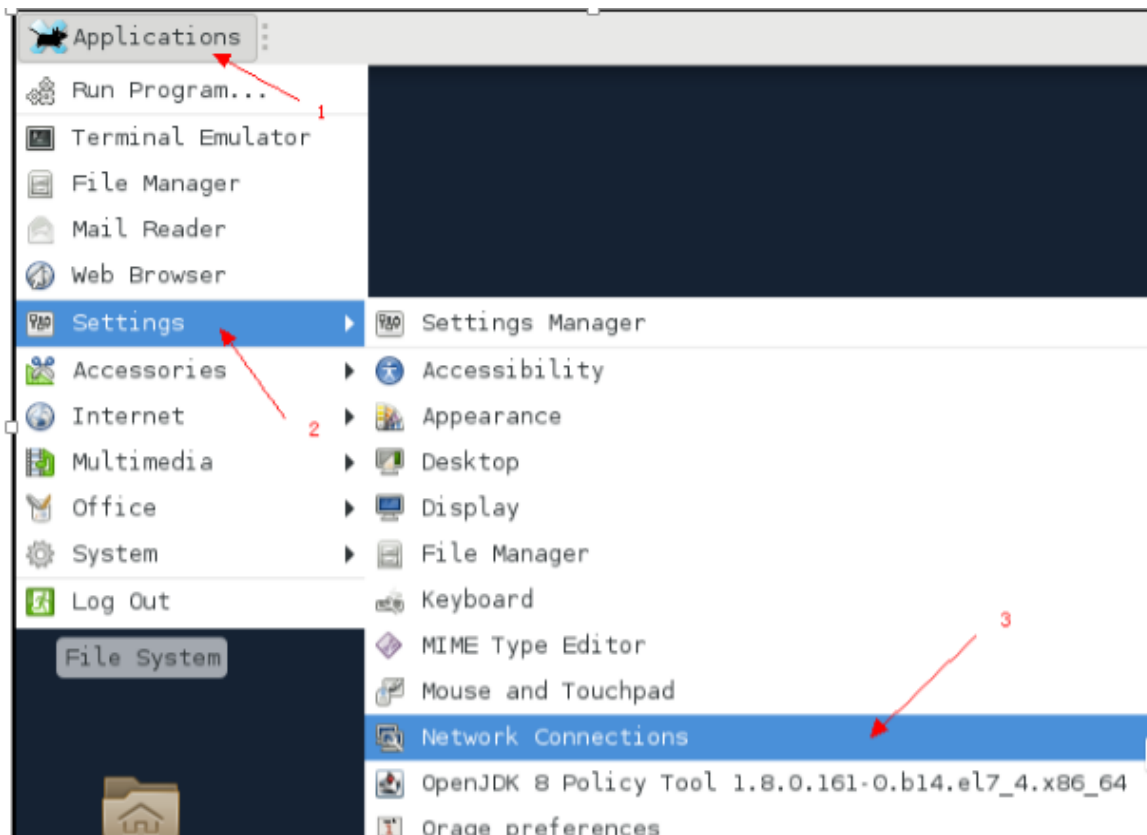 Applications
Run Program...
1
Terminal Emulator
File Manager
Mail Reader
Web Browser
Settings
Settings Manager
Accessories
Accessibility
Internet
2
Appearance
Multimedia
Desktop
Office
Display
System
File Manager
Log Out
Keyboard
3
File System
MIME Type Editor
Mouse and Touchpad
Network Connections
OpenJDK 8 Policy Tool 1.8.0.161-0.b14.el7_4.x86_64
Orage preferences